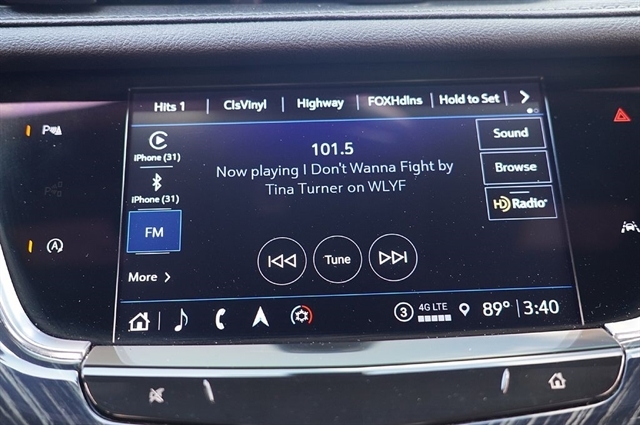 Hits 1 ClsVinyl Highway FOXHdlns Hold to Set
iPhone (31)
101.5
Now playing I Don't Wanna Fight by
Tina Turner on WLYF
Sound
Browse
iPhone (31)
HD Radio
FM
Tune
More
3 4G LTE 89° 3:40